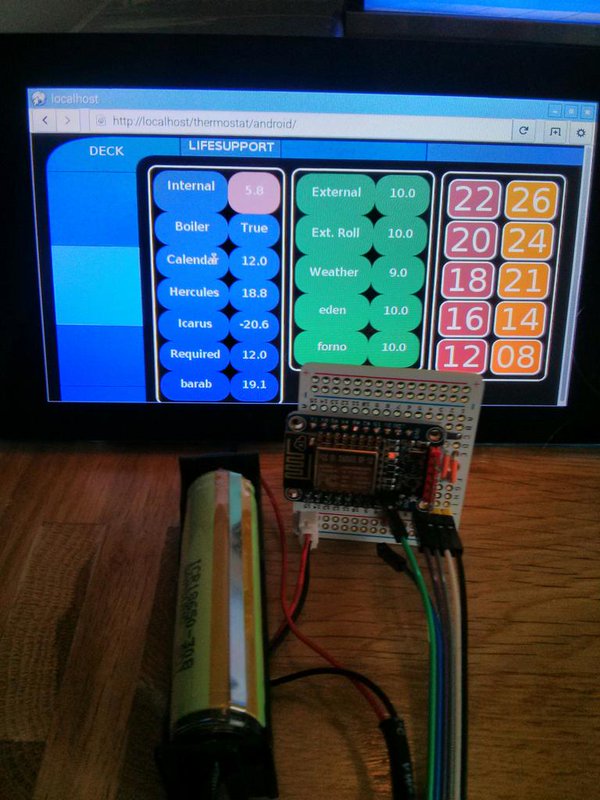 localhost
http://localhost/thermostat/android/
DECK
LIFESUPPORT
Internal 5.8
Boiler True
Calendar 12.0
Hercules 18.8
Icarus -20.6
Required 12.0
barab 19.1
External 10.0
Ext. Roll 10.0
Weather 9.0
eden 10.0
forno 10.0
22 26
20 24
18 21
16 14
12 08